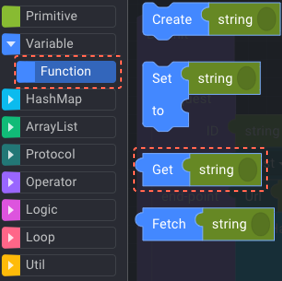 Primitive
Variable
Function
HashMap
ArrayList
Protocol
Operator
Logic
Loop
Util
Create string
Set string
to
Get string
Fetch string
ID